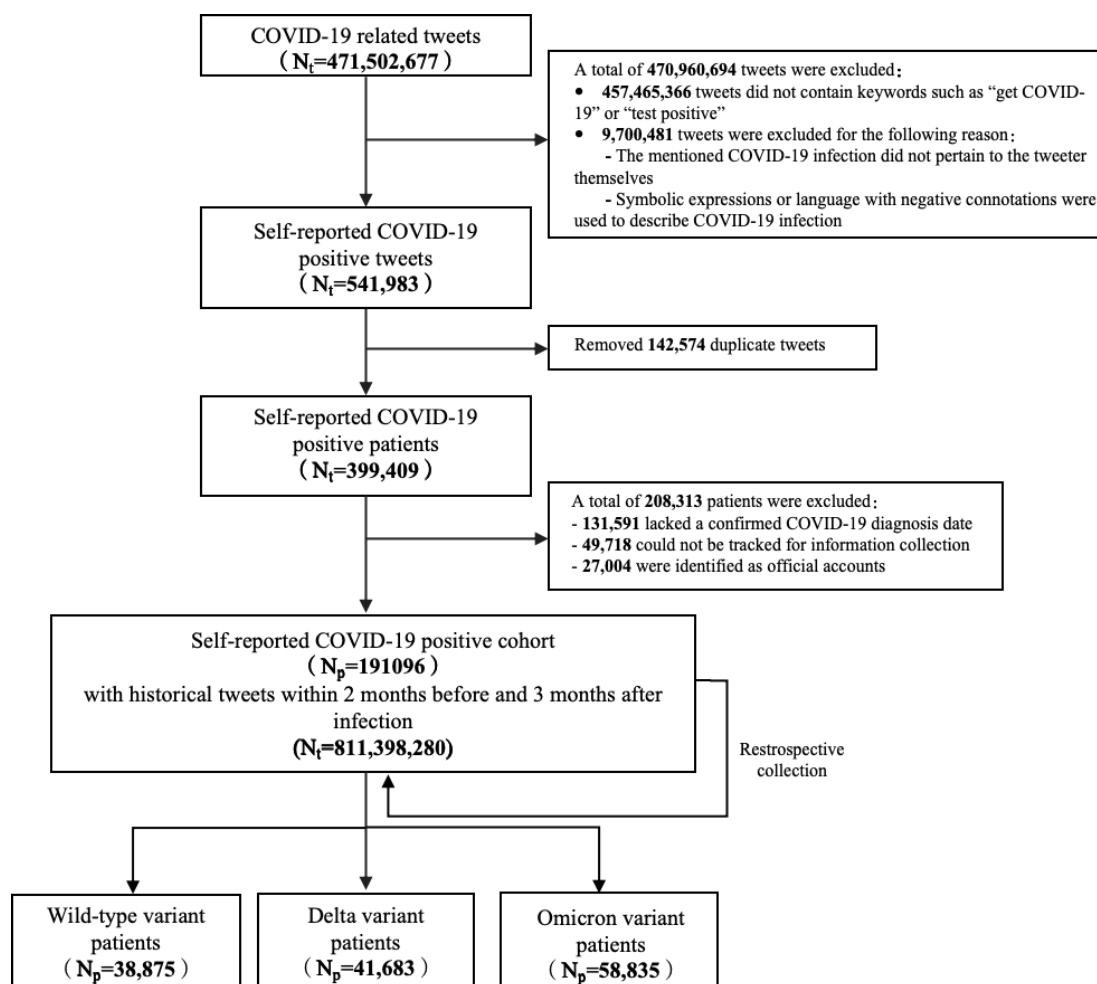 COVID-19 related tweets
(Nt=471,502,677)
A total of 470,960,694 tweets were excluded:
• 457,465,366 tweets did not contain keywords such as “get COVID-
19” or “test positive”
• 9,700,481 tweets were excluded for the following reason:
- The mentioned COVID-19 infection did not pertain to the tweeter
themselves
- Symbolic expressions or language with negative connotations were
used to describe COVID-19 infection
Self-reported COVID-19
positive tweets
(Nt=541,983)
Removed 142,574 duplicate tweets
Self-reported COVID-19
positive patients
(Nt=399,409)
A total of 208,313 patients were excluded:
- 131,591 lacked a confirmed COVID-19 diagnosis date
- 49,718 could not be tracked for information collection
- 27,004 were identified as official accounts
Self-reported COVID-19 positive cohort
(Np=191096)
with historical tweets within 2 months before and 3 months after
infection
(Nt=811,398,280)
Restrospective
collection
Wild-type variant
patients
(Np=38,875)
Delta variant
patients
(Np=41,683)
Omicron variant
patients
(Np=58,835)